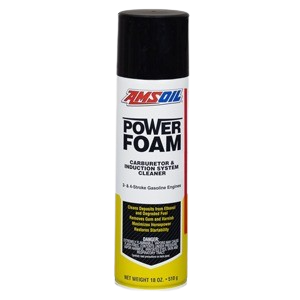 AMSOIL
POWER
FOAM
CARBURETOR &
INDUCTION SYSTEM
CLEANER
2- & 4-Stroke Gasoline Engines
Cleans Deposits from Ethanol
and Degraded Fuel
Removes Gum and Varnish
Maximizes Horsepower
Restores Startability
DANGER:
NET WEIGHT 18 OZ. • 510 g